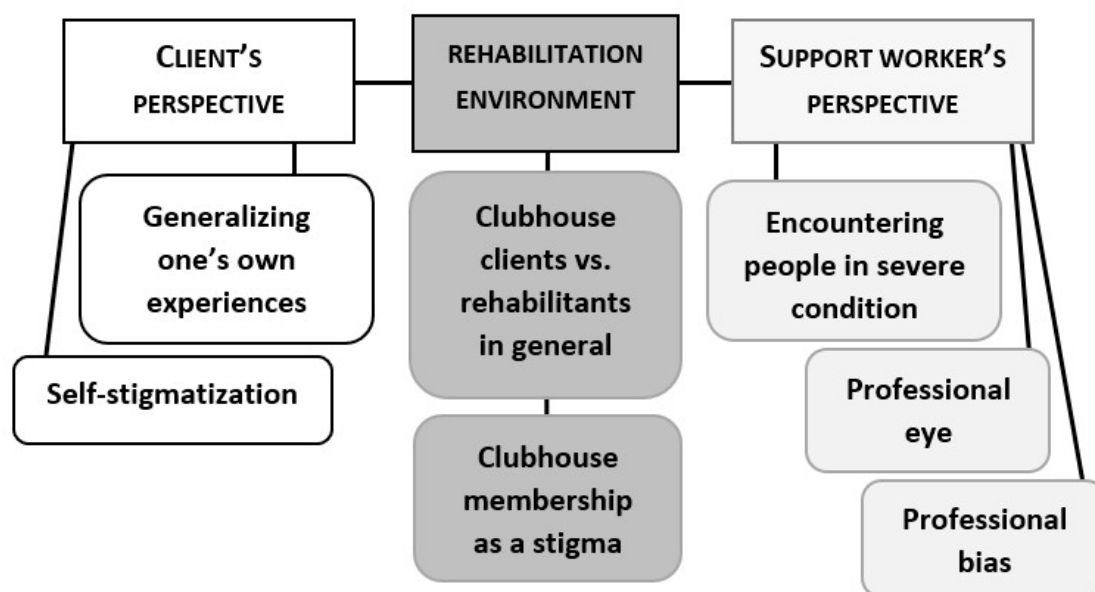 CLIENT'S
PERSPECTIVE
REHABILITATION
ENVIRONMENT
SUPPORT WORKER'S
PERSPECTIVE
Generalizing
one's own
experiences
Self-stigmatization
Clubhouse
clients vs.
rehabilitants
in general
Clubhouse
membership
as a stigma
Encountering
people in severe
condition
Professional
eye
Professional
bias